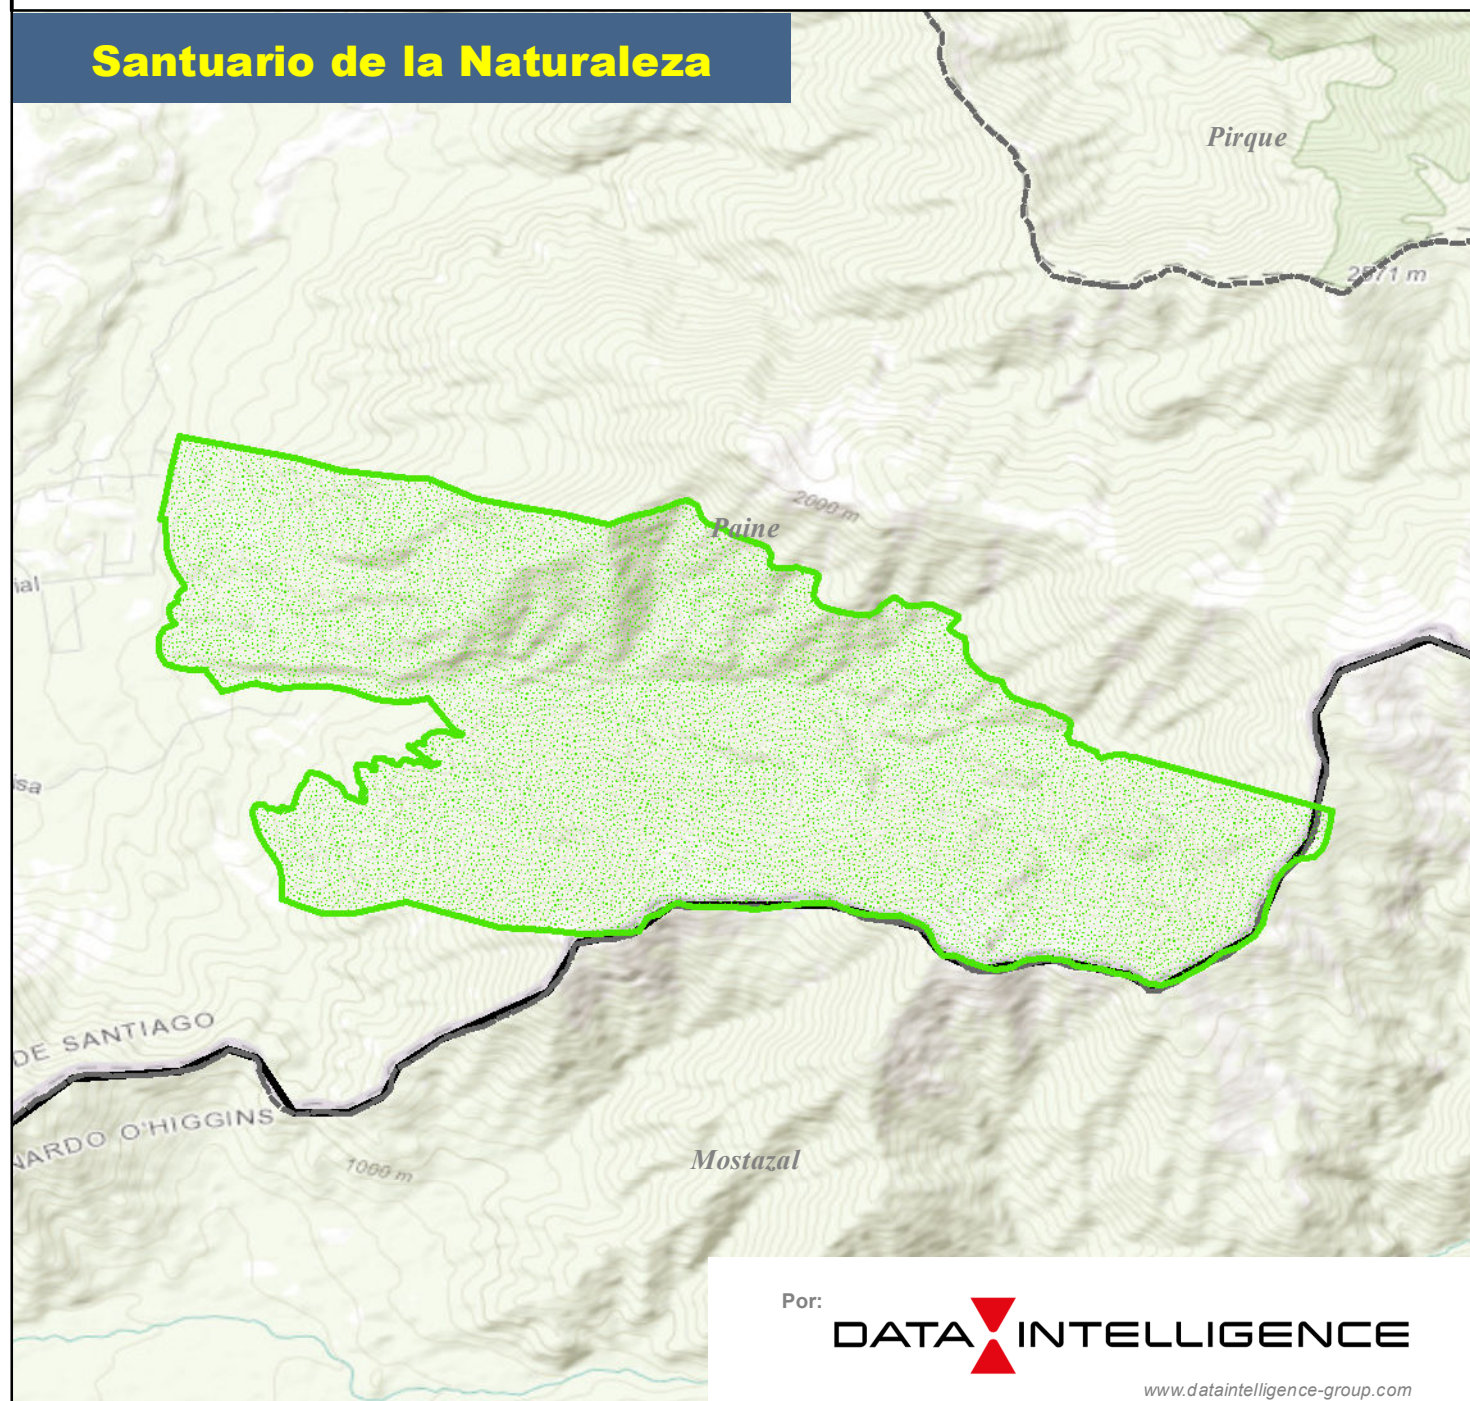 Santuario de la Naturaleza
Pirque
2571 m
2000 m
Paine
ial
isa
DE SANTIAGO
NARDO O'HIGGINS
1000 m
Mostazal
Por:
DATA INTELLIGENCE
www.dataintelligence-group.com